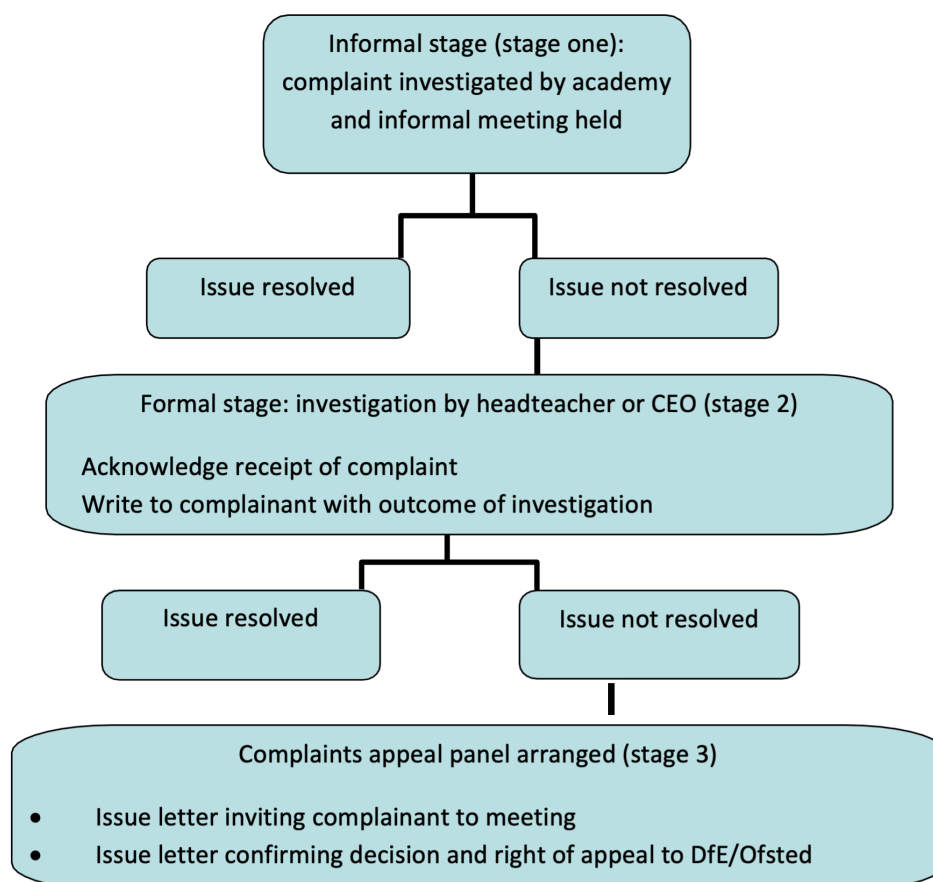 Informal stage (stage one):
complaint investigated by academy
and informal meeting held
Issue resolved
Issue not resolved
Formal stage: investigation by headteacher or CEO (stage 2)
Acknowledge receipt of complaint
Write to complainant with outcome of investigation
Issue resolved
Issue not resolved
Complaints appeal panel arranged (stage 3)
• Issue letter inviting complainant to meeting
• Issue letter confirming decision and right of appeal to DfE/Ofsted